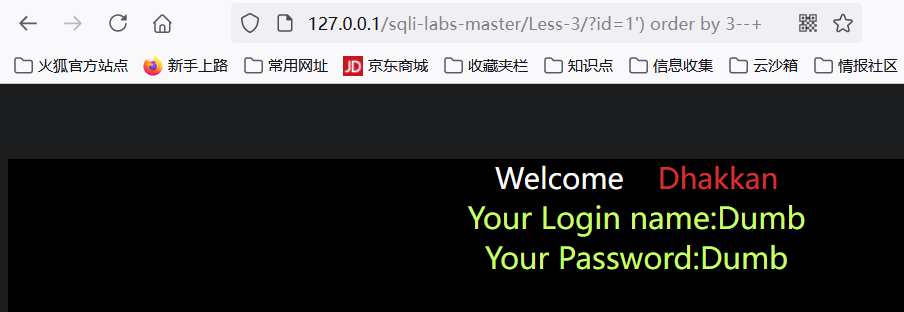 127.0.0.1/sqli-labs-master/Less-3/?id=1') order by 3--+
火狐官方站点 新手上路 常用网址 JD 京东商城 收藏夹栏 知识点 信息收集 云沙箱 情报社区
Welcome Dhakkan
Your Login name:Dumb
Your Password:Dumb